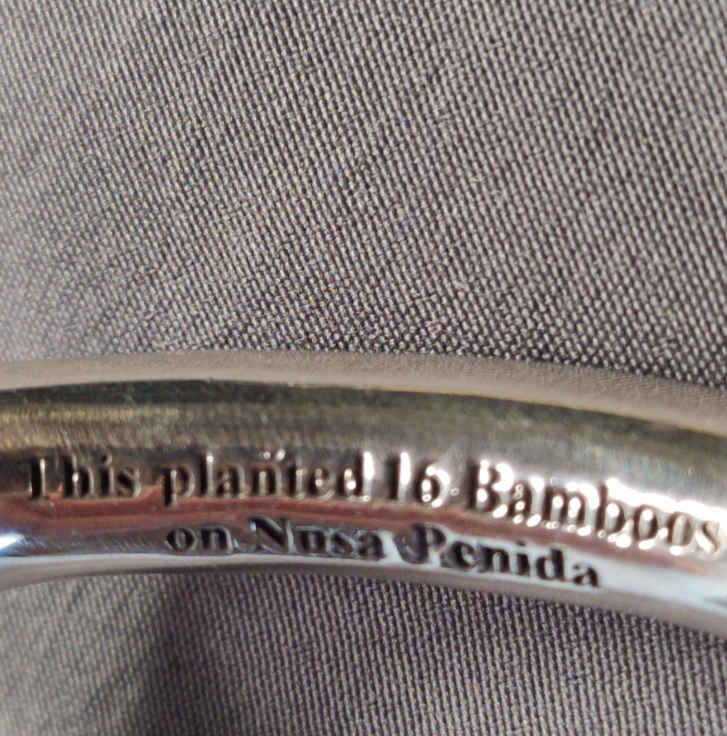 This planted 16 Bamboos
on Nusa Penida